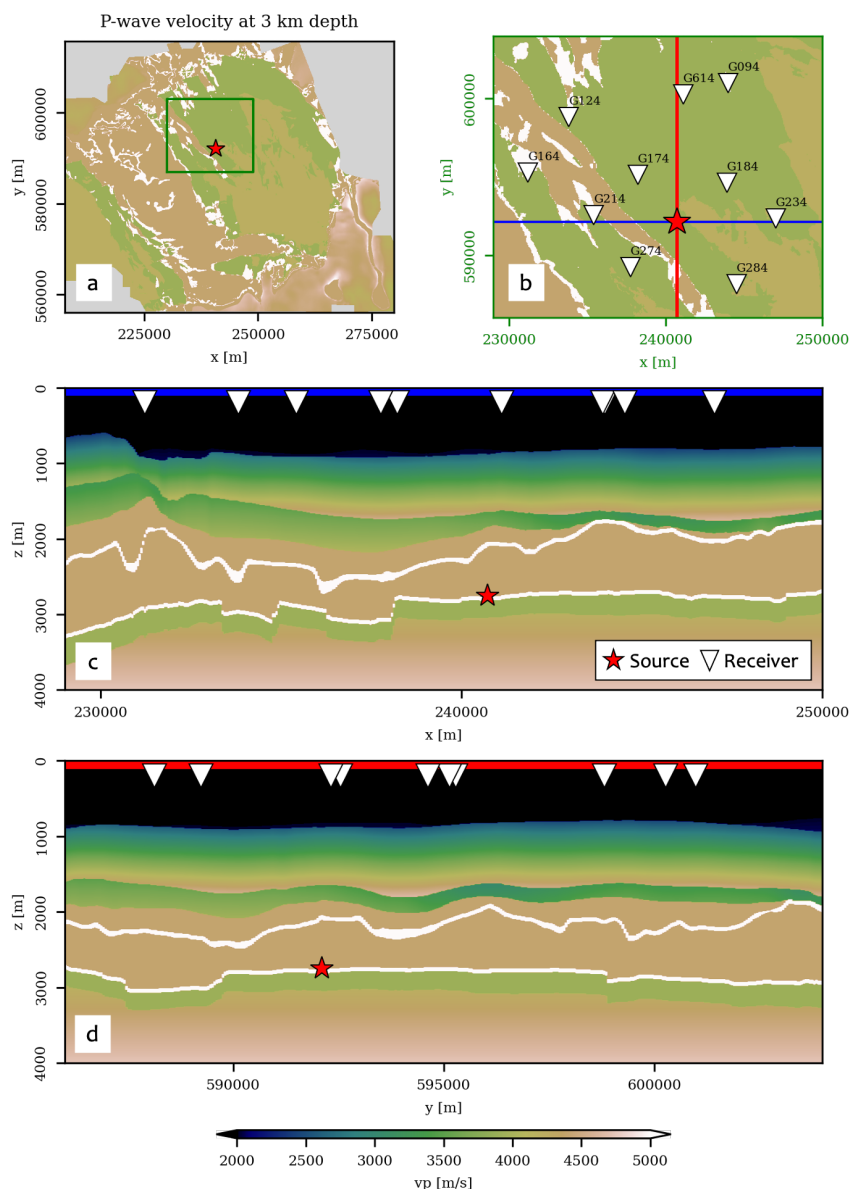 P-wave velocity at 3 km depth
600000
580000
560000
y [m]
a
225000 250000 275000
x [m]
600000
590000
y [m]
G094
G614
G124
G164
G174
G184
G214
G234
G274
G284
b
230000 240000 250000
x [m]
0
1000
2000
3000
4000
z [m]
c
Source Receiver
230000 240000 250000
x [m]
0
1000
2000
3000
4000
z [m]
d
590000 595000 600000
y [m]
2000 2500 3000 3500 4000 4500 5000
vp [m/s]